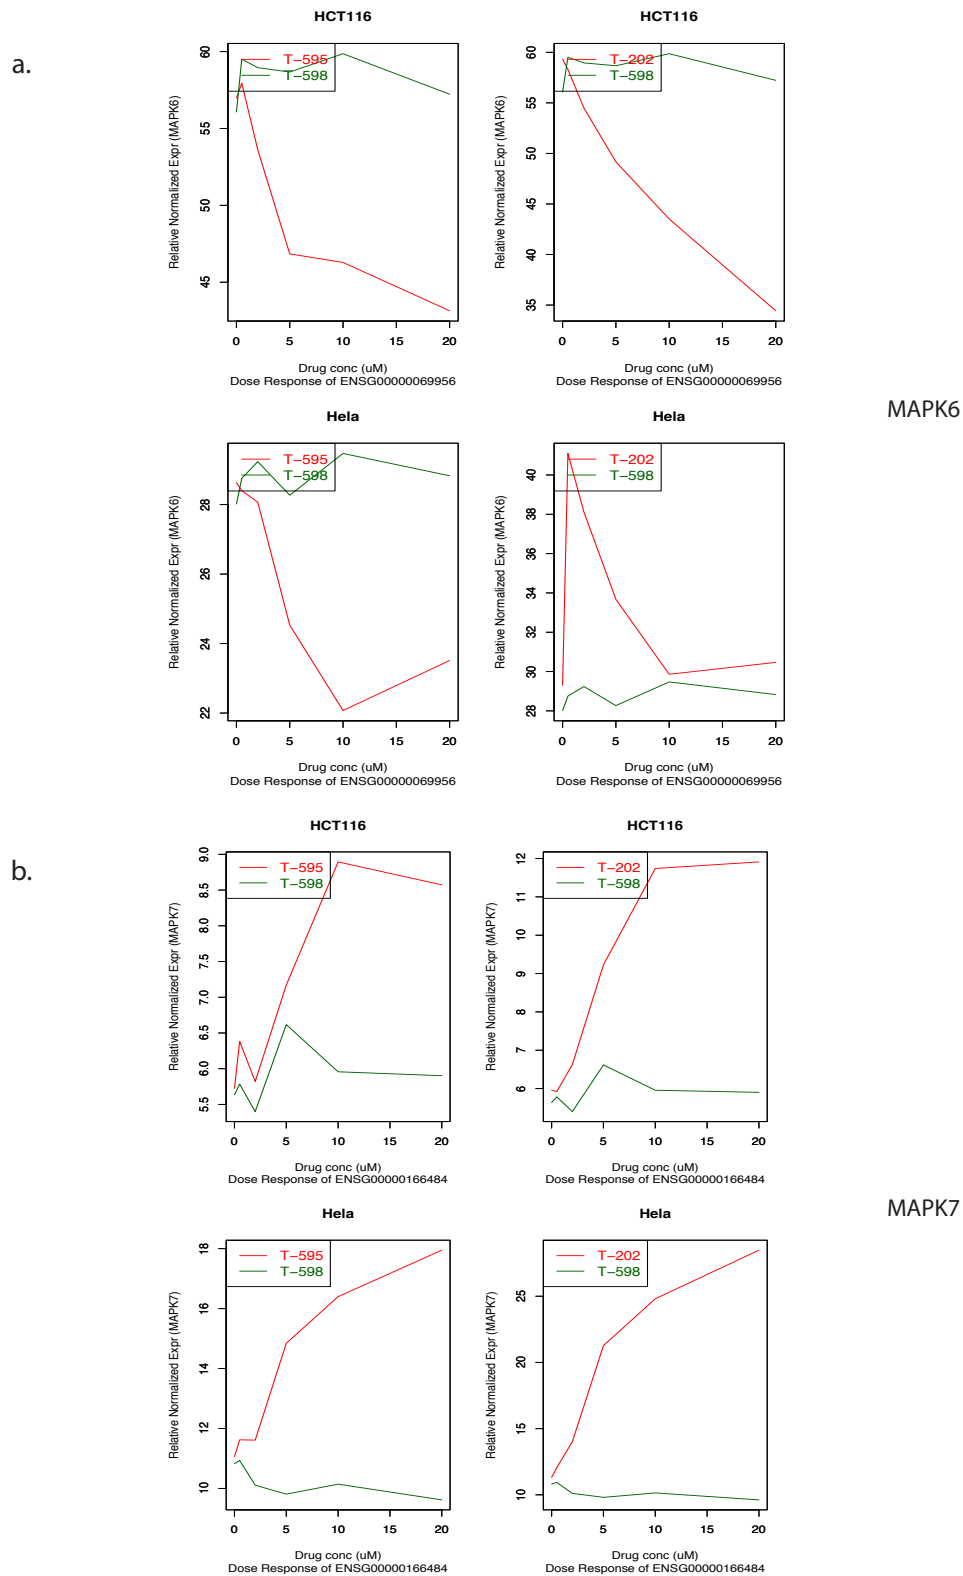 a.
HCT116
T-595
T-598
Relative Normalized Expr (MAPK6)
60
55
50
45
0 5 10 15 20
Drug conc (uM)
Dose Response of ENSG00000069956
HCT116
T-202
T-598
Relative Normalized Expr (MAPK6)
60
55
50
45
40
35
0 5 10 15 20
Drug conc (uM)
Dose Response of ENSG00000069956
MAPK6
Hela
T-595
T-598
Relative Normalized Expr (MAPK6)
28
26
24
22
0 5 10 15 20
Drug conc (uM)
Dose Response of ENSG00000069956
Hela
T-202
T-598
Relative Normalized Expr (MAPK6)
40
38
36
34
32
30
28
0 5 10 15 20
Drug conc (uM)
Dose Response of ENSG00000069956
b.
HCT116
T-595
T-598
Relative Normalized Expr (MAPK7)
9.0
8.5
8.0
7.5
7.0
6.5
6.0
5.5
0 5 10 15 20
Drug conc (uM)
Dose Response of ENSG00000166484
HCT116
T-202
T-598
Relative Normalized Expr (MAPK7)
12
11
10
9
8
7
6
0 5 10 15 20
Drug conc (uM)
Dose Response of ENSG00000166484
MAPK7
Hela
T-595
T-598
Relative Normalized Expr (MAPK7)
18
16
14
12
10
0 5 10 15 20
Drug conc (uM)
Dose Response of ENSG00000166484
Hela
T-202
T-598
Relative Normalized Expr (MAPK7)
25
20
15
10
0 5 10 15 20
Drug conc (uM)
Dose Response of ENSG00000166484